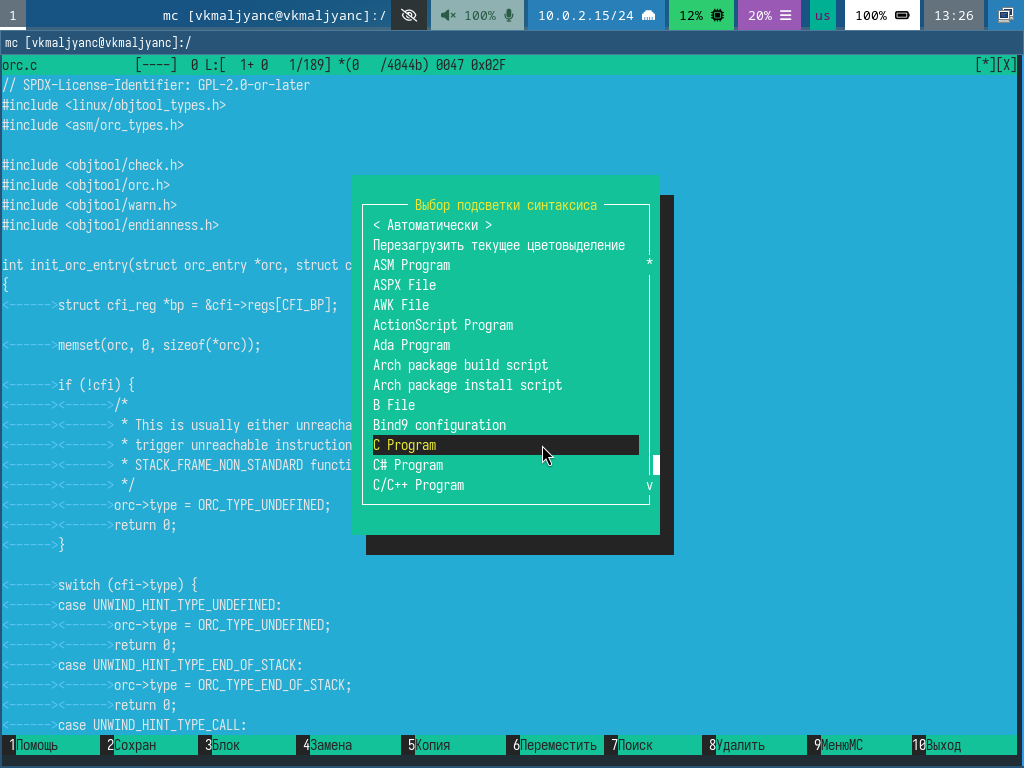 1 mc [vkmaljyanc@vkmaljyanc]:/ 100% 10.0.2.15/24 12% 20% us 100% 13:26
mc [vkmaljyanc@vkmaljyanc]:/
orc.c [----] 0 L:[ 1+ 0 1/189] *(0 /4044b) 0047 0x02F [*][X]
// SPDX-License-Identifier: GPL-2.0-or-later
#include <linux/objtool_types.h>
#include <asm/orc_types.h>
#include <objtool/check.h>
#include <objtool/orc.h>
#include <objtool/warn.h>
#include <objtool/endianness.h>
int init_orc_entry(struct orc_entry *orc, struct c
{
<------>struct cfi_reg *bp = &cfi->regs[CFI_BP];
<------>memset(orc, 0, sizeof(*orc));
<------>if (!cfi) {
<------><------>/*
<------><------> * This is usually either unreacha
<------><------> * trigger unreachable instruction
<------><------> * STACK_FRAME_NON_STANDARD functi
<------><------> */
<------><------>orc->type = ORC_TYPE_UNDEFINED;
<------><------>return 0;
<------>}
<------>switch (cfi->type) {
<------>case UNWIND_HINT_TYPE_UNDEFINED:
<------><------>orc->type = ORC_TYPE_UNDEFINED;
<------><------>return 0;
<------>case UNWIND_HINT_TYPE_END_OF_STACK:
<------><------>orc->type = ORC_TYPE_END_OF_STACK;
<------><------>return 0;
<------>case UNWIND_HINT_TYPE_CALL:
Выбор подсветки синтаксиса
< Автоматически >
Перезагрузить текущее цветовыделение
ASM Program *
ASPX File
AWK File
ActionScript Program
Ada Program
Arch package build script
Arch package install script
B File
Bind9 configuration
C Program
C# Program
C/C++ Program v
1Помощь 2Сохран 3Блок 4Замена 5Копия 6Переместить 7Поиск 8Удалить 9МенюМС 10Выход